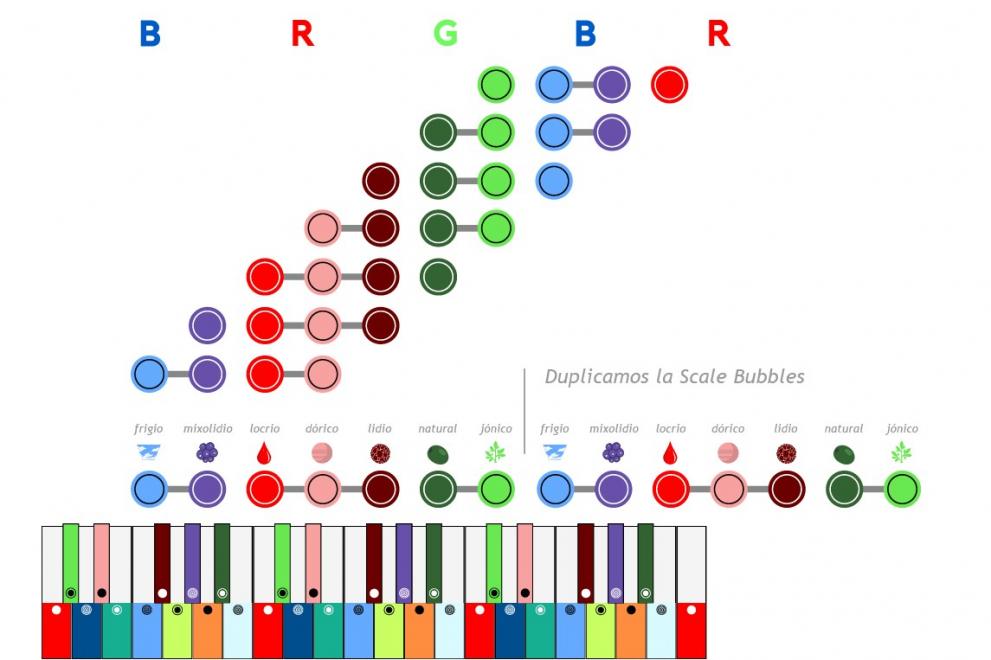 B R G B R
Duplicamos la Scale Bubbles
frigio mixolidio locrio dórico lidio natural jónico frigio mixolidio locrio dórico lidio natural jónico